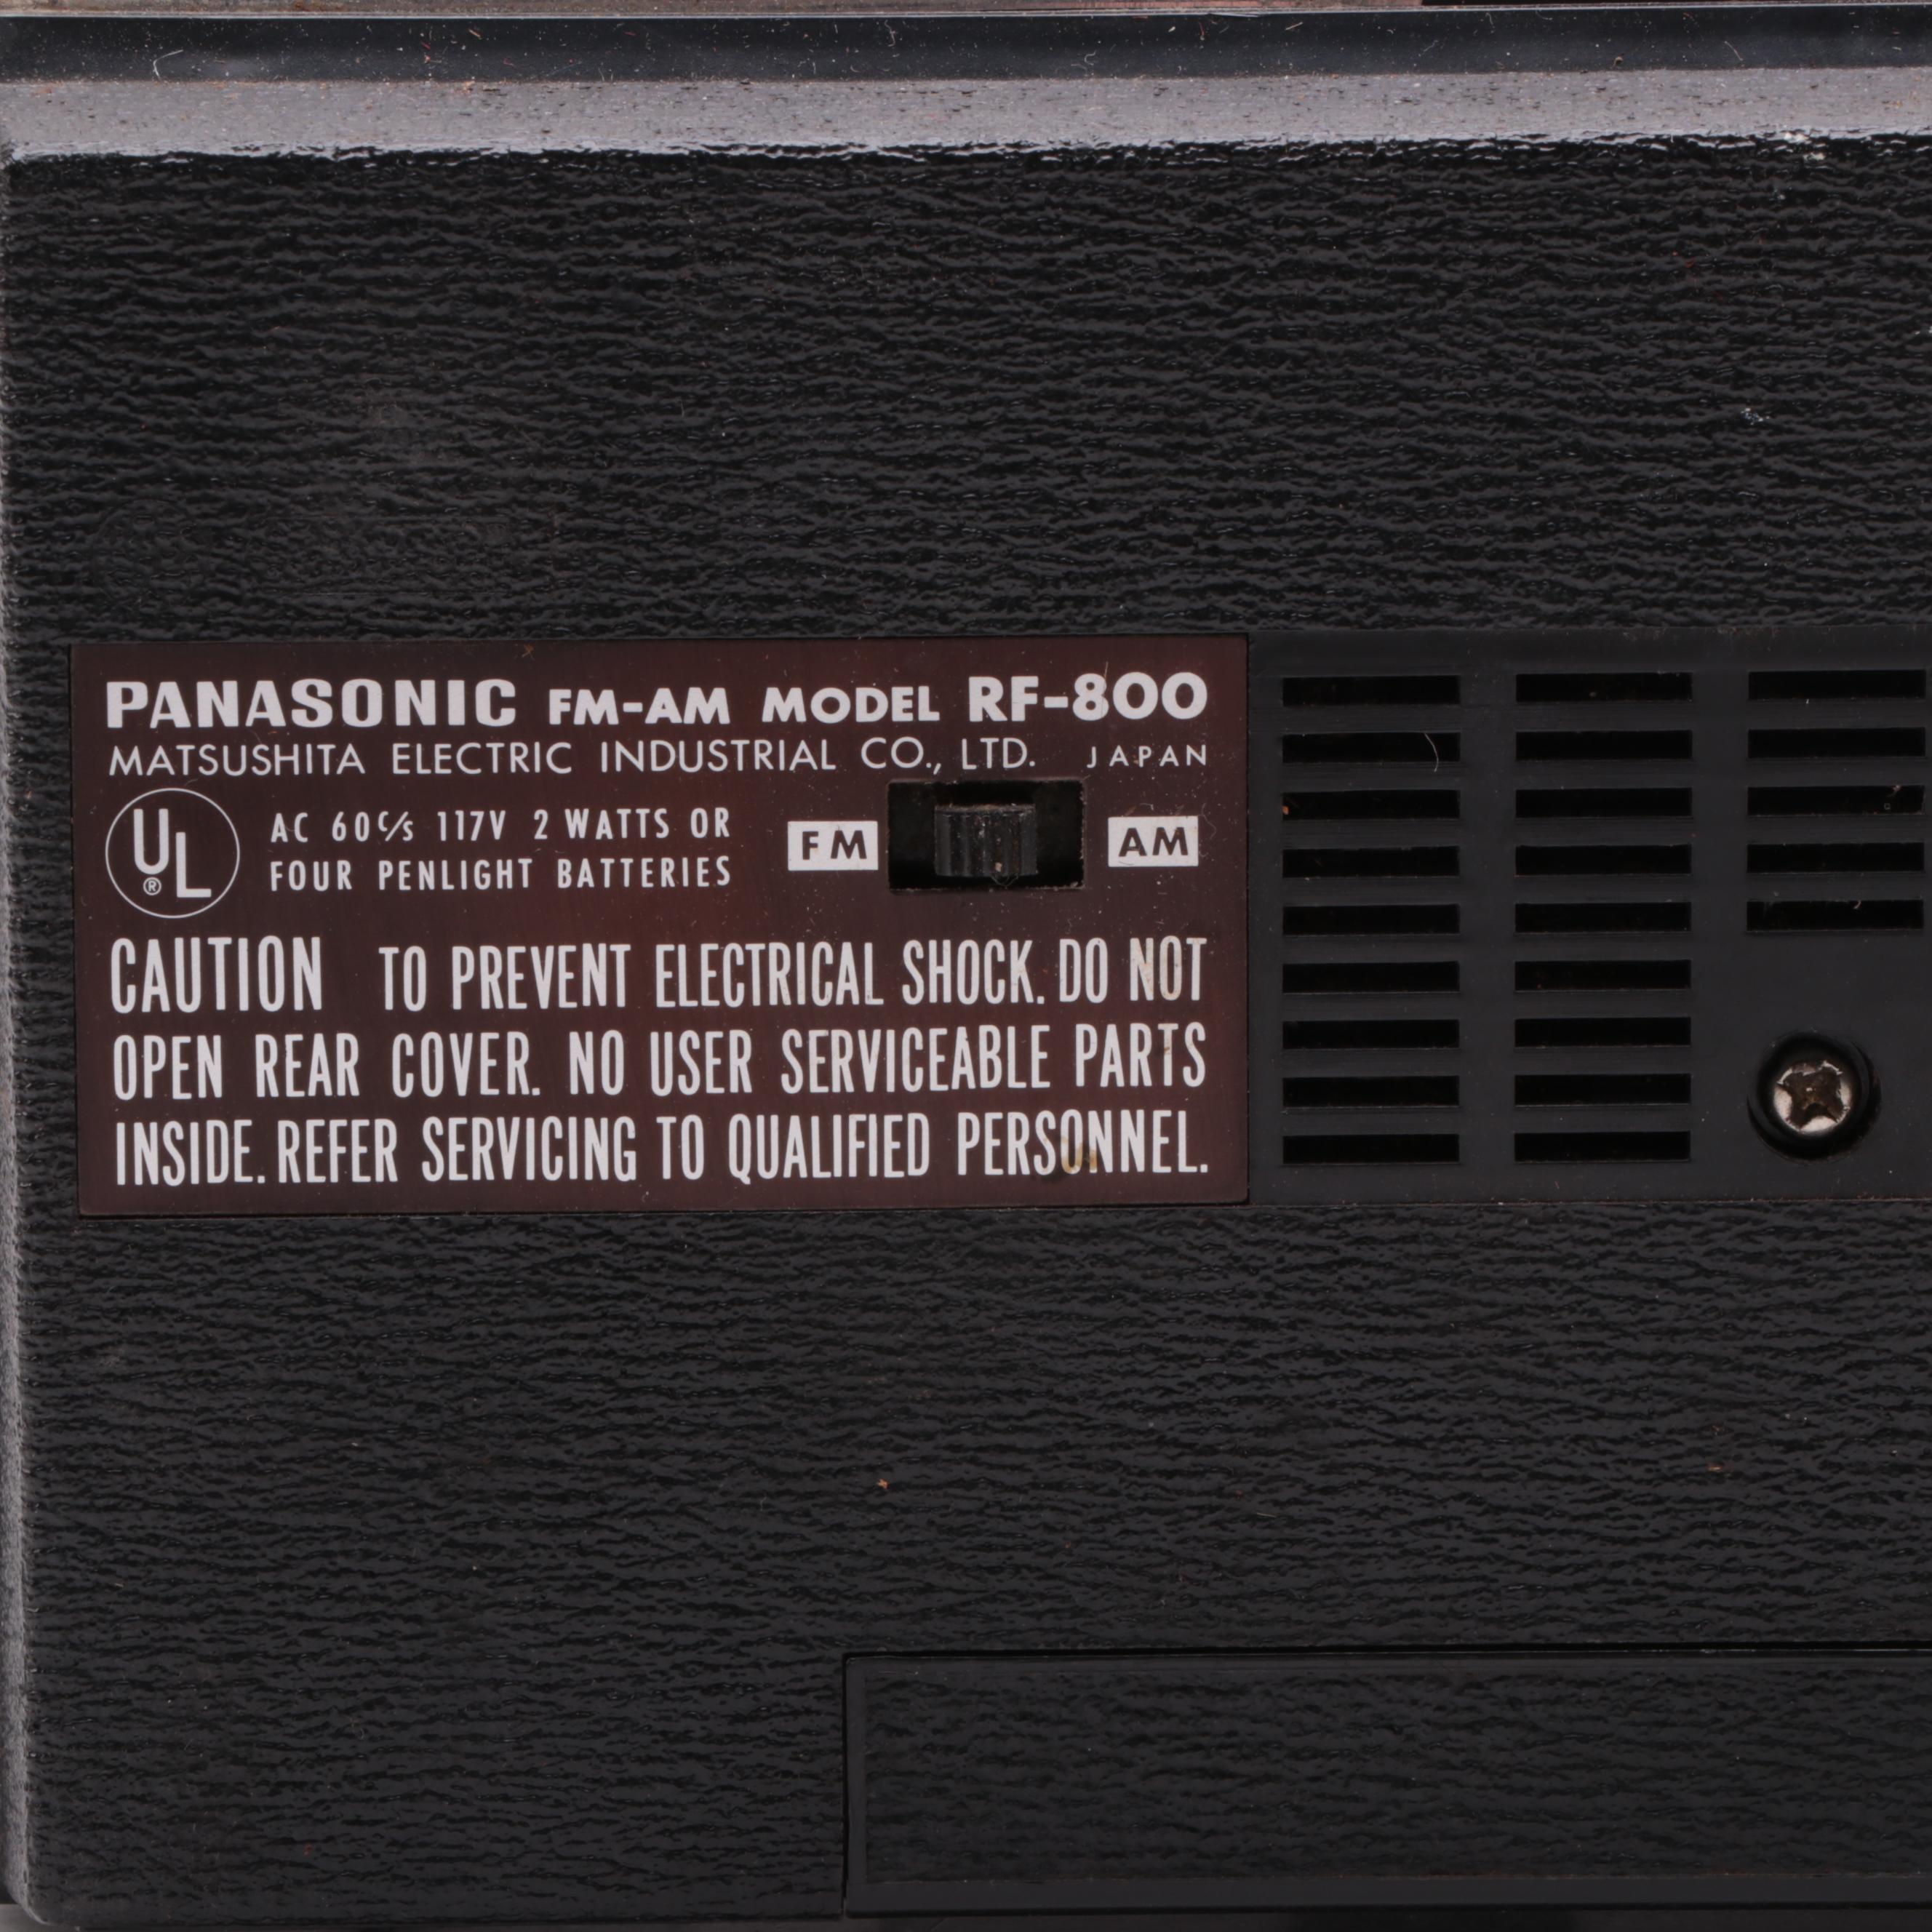 PANASONIC FM-AM MODEL RF-800
MATSUSHITA ELECTRIC INDUSTRIAL CO., LTD. JAPAN
UL®
AC 60c/s 117V 2 WATTS OR
FOUR PENLIGHT BATTERIES
FM AM
CAUTION TO PREVENT ELECTRICAL SHOCK. DO NOT
OPEN REAR COVER. NO USER SERVICEABLE PARTS
INSIDE. REFER SERVICING TO QUALIFIED PERSONNEL.